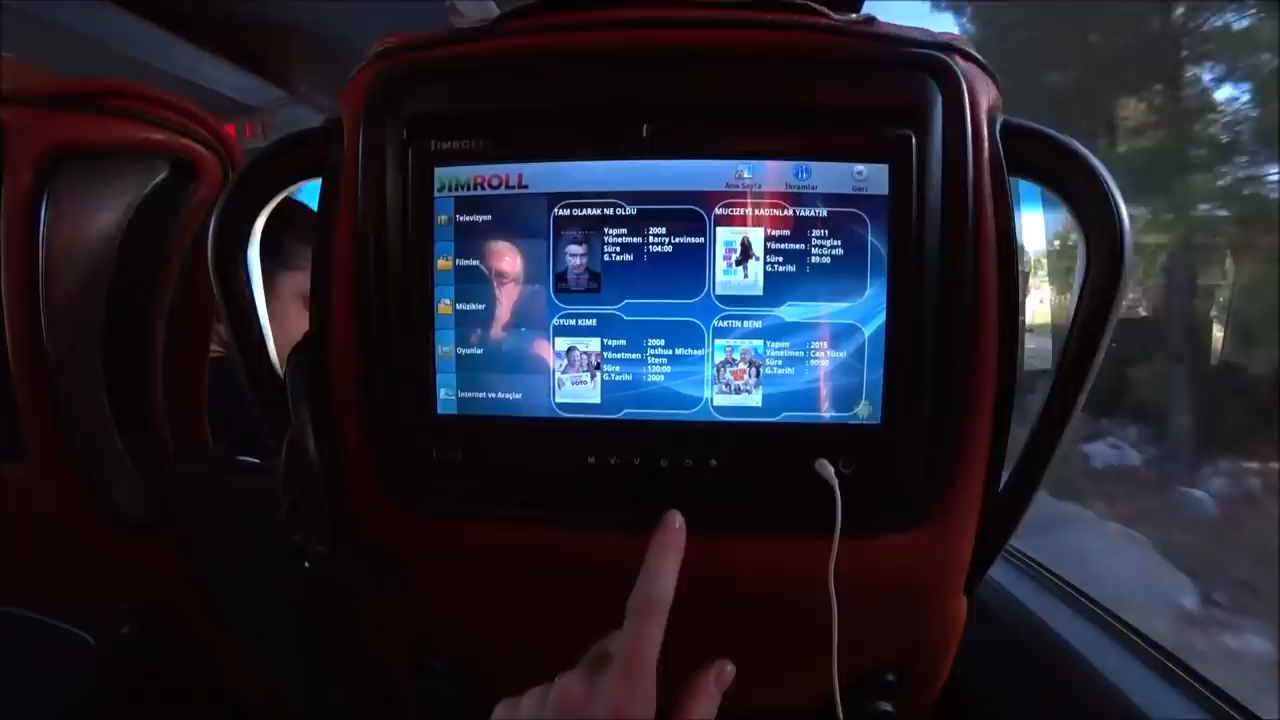 SIMROLL
SIMROLL
Ana Sayfa
İkramlar
Geri
Televizyon
Filmler
Müzikler
Oyunlar
İnternet ve Araçlar
TAM OLARAK NE OLDU
Yapım : 2008
Yönetmen : Barry Levinson
Süre : 104:00
G.Tarihi :
MUCIZEYI KADINLAR YARATIR
Yapım : 2011
Yönetmen : Douglas
McGrath
Süre : 89:00
G.Tarihi :
OYUM KIME
Yapım : 2008
Yönetmen : Joshua Michael
Stern
Süre : 120:00
G.Tarihi : 2009
VOTO
YAKTIN BENI
Yapım : 2015
Yönetmen : Can Yücel
Süre : 90:00
G.Tarihi :